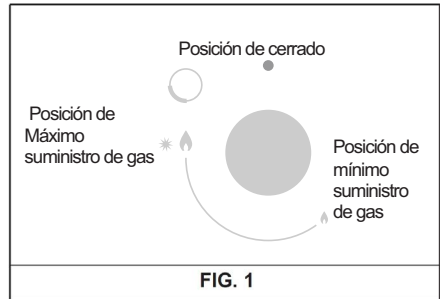 Posición de cerrado
Posición de
Máximo
suministro de gas
Posición de
mínimo
suministro
de gas
FIG. 1